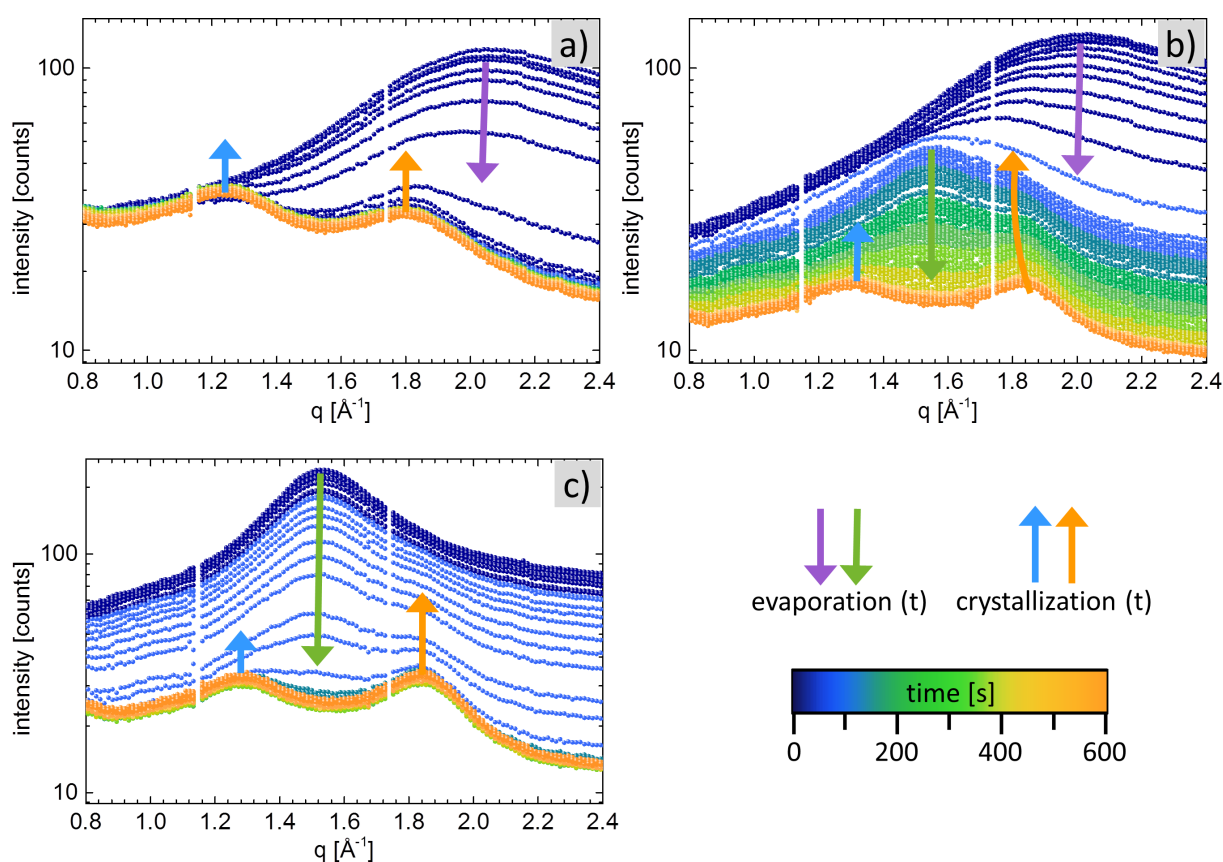 a)
100
10
intensity [counts]
0.8 1.0 1.2 1.4 1.6 1.8 2.0 2.2 2.4
q [Å⁻¹]
b)
100
10
intensity [counts]
0.8 1.0 1.2 1.4 1.6 1.8 2.0 2.2 2.4
q [Å⁻¹]
c)
100
10
intensity [counts]
0.8 1.0 1.2 1.4 1.6 1.8 2.0 2.2 2.4
q [Å⁻¹]
evaporation (t) crystallization (t)
time [s]
0 200 400 600